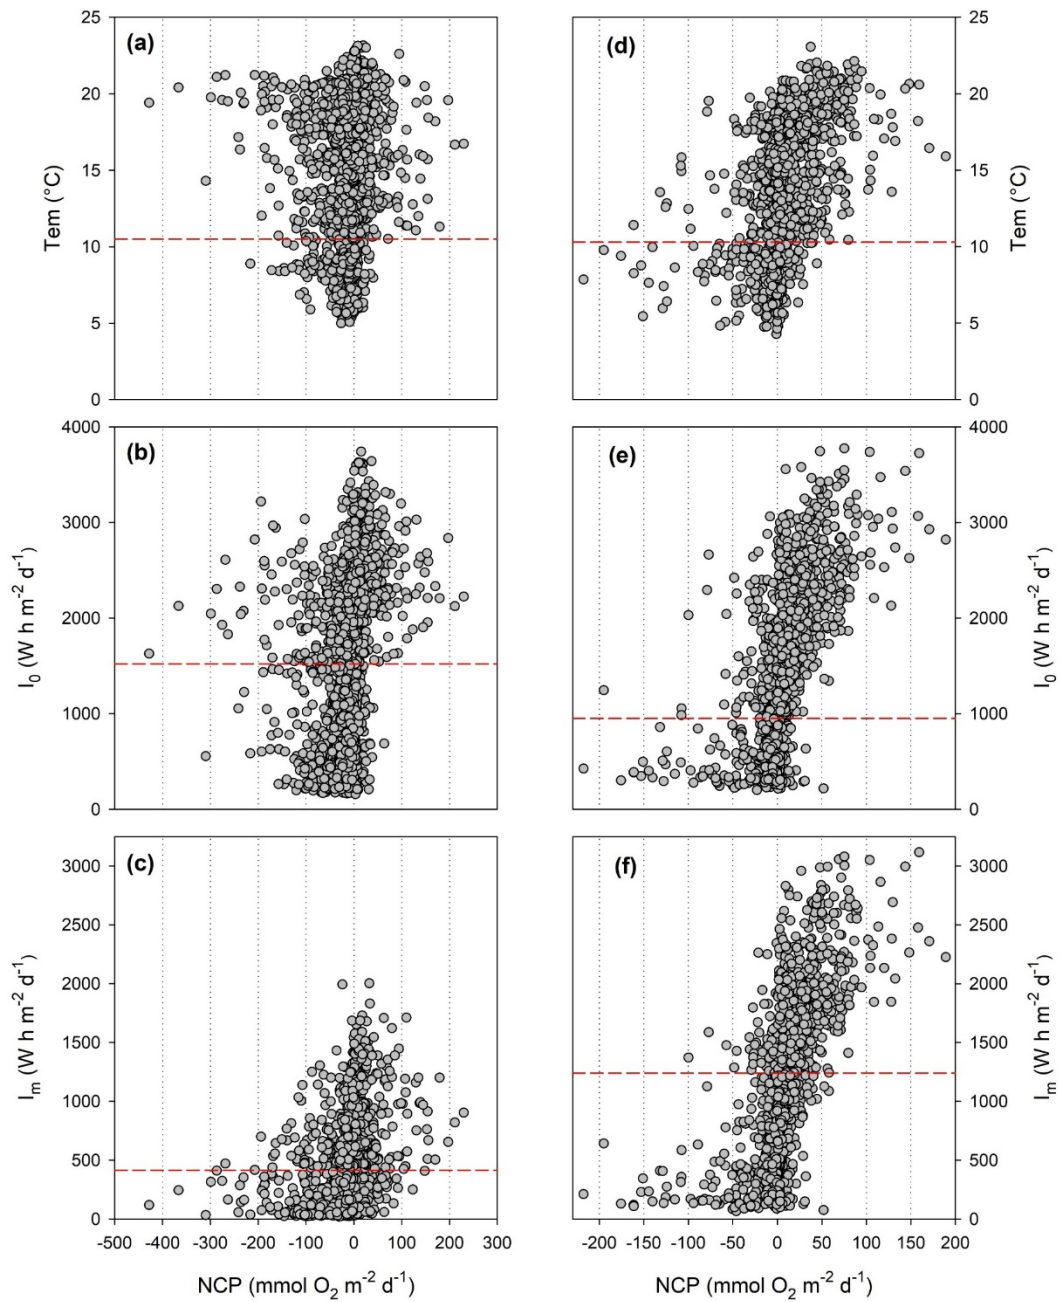 (a)
25
20
15
10
5
0
Tem (°C)
(d)
25
20
15
10
5
0
Tem (°C)
(b)
4000
3000
2000
1000
0
I0 (W h m-2 d-1)
(e)
4000
3000
2000
1000
0
I0 (W h m-2 d-1)
(c)
3000
2500
2000
1500
1000
500
0
Im (W h m-2 d-1)
-500 -400 -300 -200 -100 0 100 200 300
NCP (mmol O2 m-2 d-1)
(f)
3000
2500
2000
1500
1000
500
0
Im (W h m-2 d-1)
-200 -150 -100 -50 0 50 100 150 200
NCP (mmol O2 m-2 d-1)